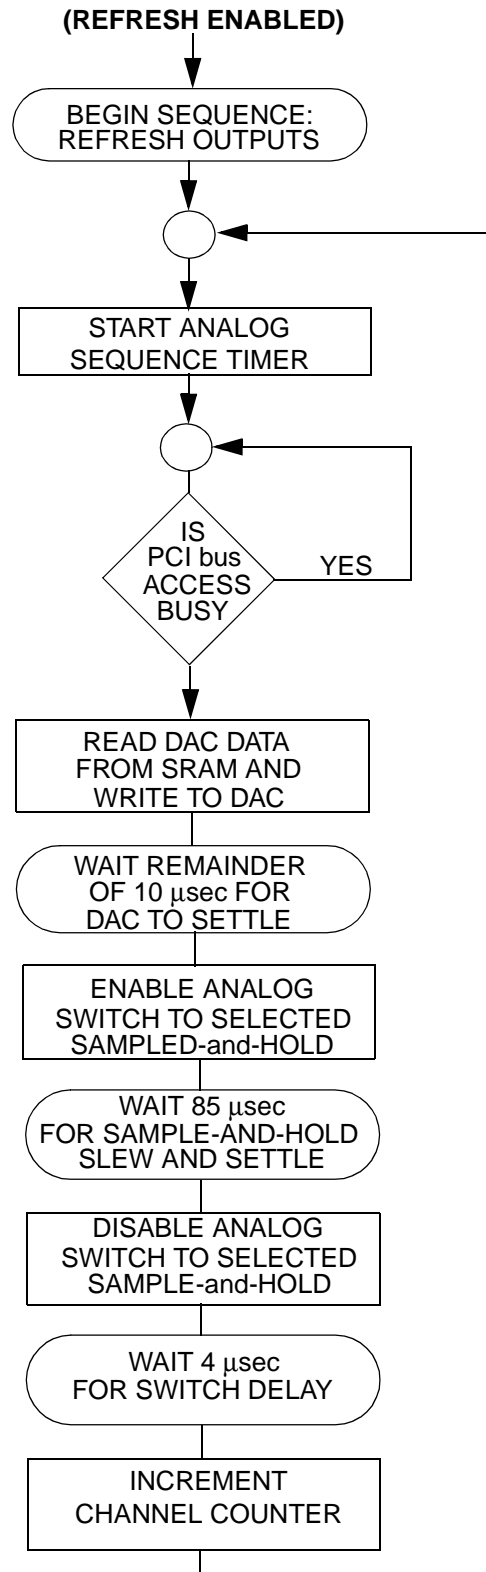 (REFRESH ENABLED)
BEGIN SEQUENCE:
REFRESH OUTPUTS
START ANALOG
SEQUENCE TIMER
IS
PCI bus
ACCESS
BUSY
YES
READ DAC DATA
FROM SRAM AND
WRITE TO DAC
WAIT REMAINDER
OF 10 μsec FOR
DAC TO SETTLE
ENABLE ANALOG
SWITCH TO SELECTED
SAMPLED-and-HOLD
WAIT 85 μsec
FOR SAMPLE-AND-HOLD
SLEW AND SETTLE
DISABLE ANALOG
SWITCH TO SELECTED
SAMPLE-and-HOLD
WAIT 4 μsec
FOR SWITCH DELAY
INCREMENT
CHANNEL COUNTER